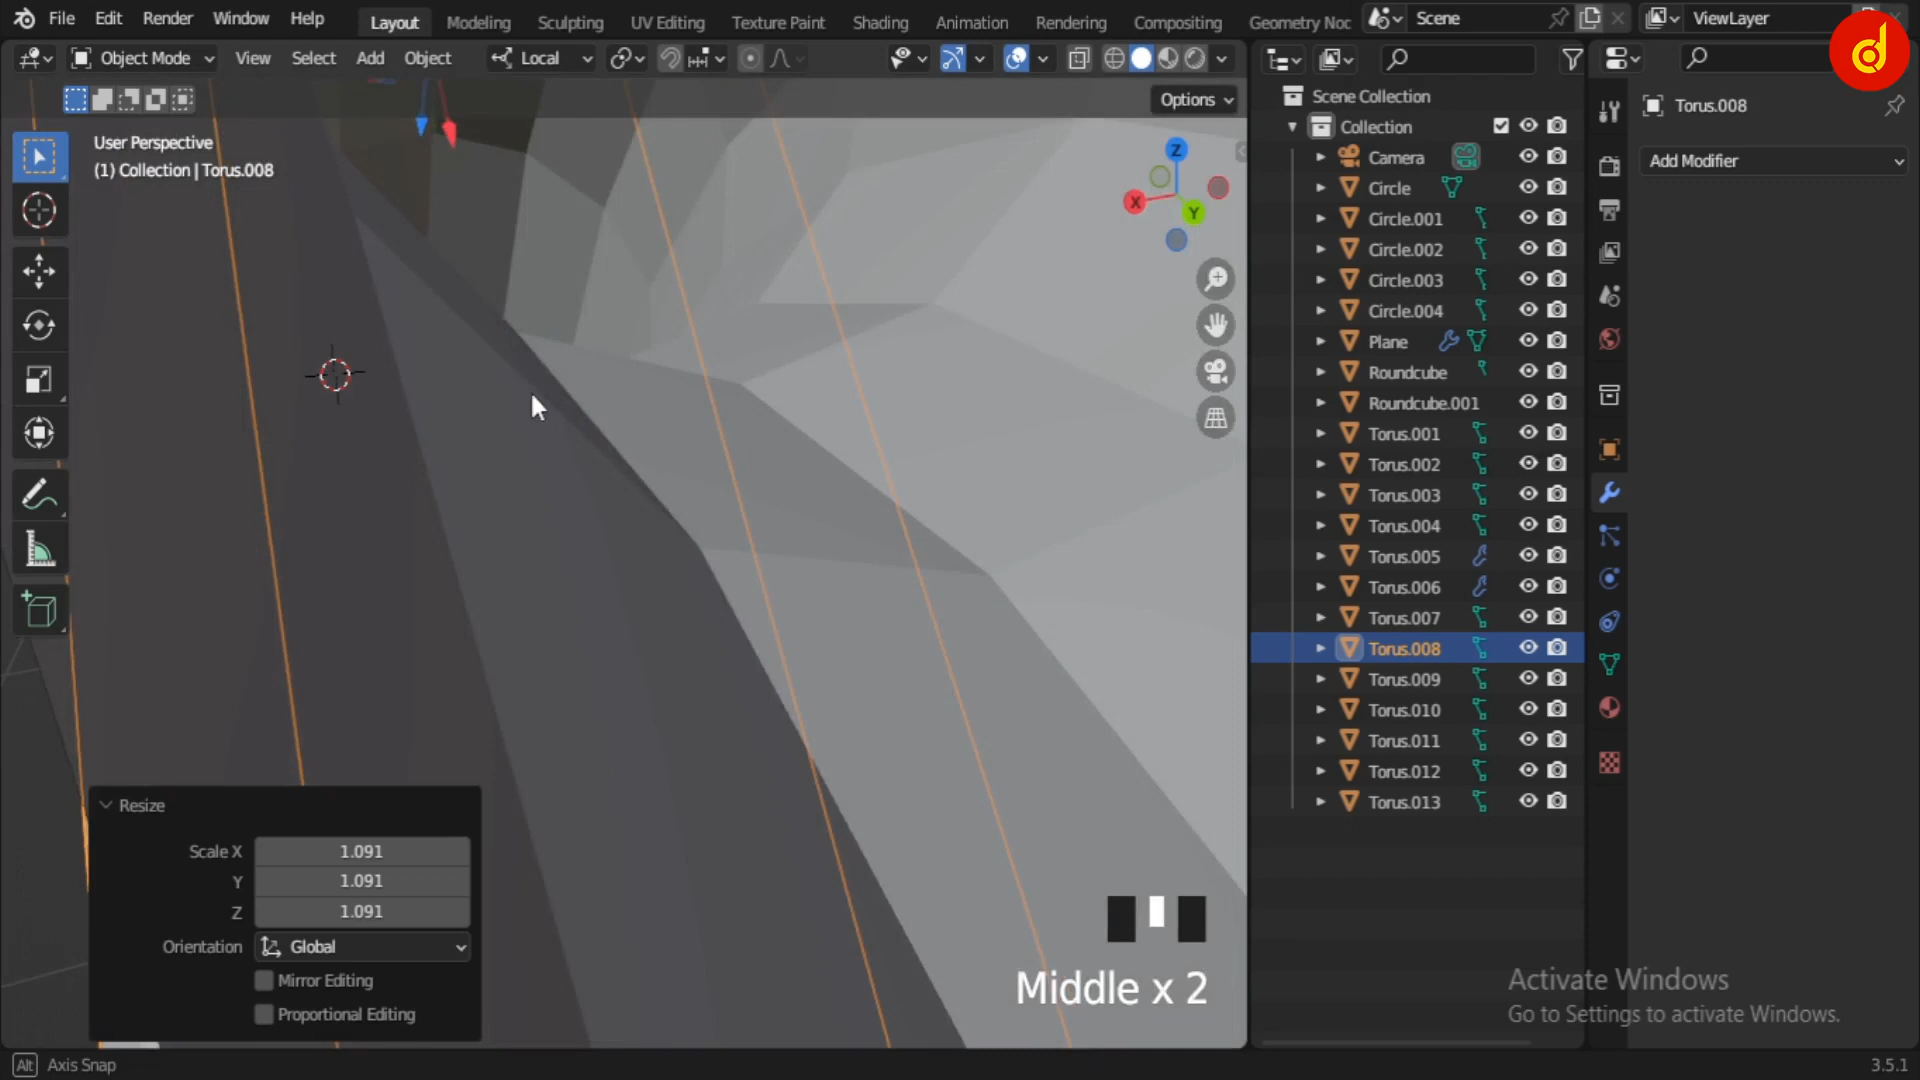 File Edit Render Window Help Layout Modeling Sculpting UV Editing Texture Paint Shading Animation Rendering Compositing Geometry Noc Scene ViewLayer
Object Mode View Select Add Object Local
Options
User Perspective
(1) Collection | Torus.008
Z
X
Y
Scene Collection
Collection
Camera
Circle
Circle.001
Circle.002
Circle.003
Circle.004
Plane
Roundcube
Roundcube.001
Torus.001
Torus.002
Torus.003
Torus.004
Torus.005
Torus.006
Torus.007
Torus.008
Torus.009
Torus.010
Torus.011
Torus.012
Torus.013
Torus.008
Add Modifier
Resize
Scale X 1.091
Y 1.091
Z 1.091
Orientation Global
Mirror Editing
Proportional Editing
Middle x 2
Activate Windows
Go to Settings to activate Windows.
Alt Axis Snap
3.5.1